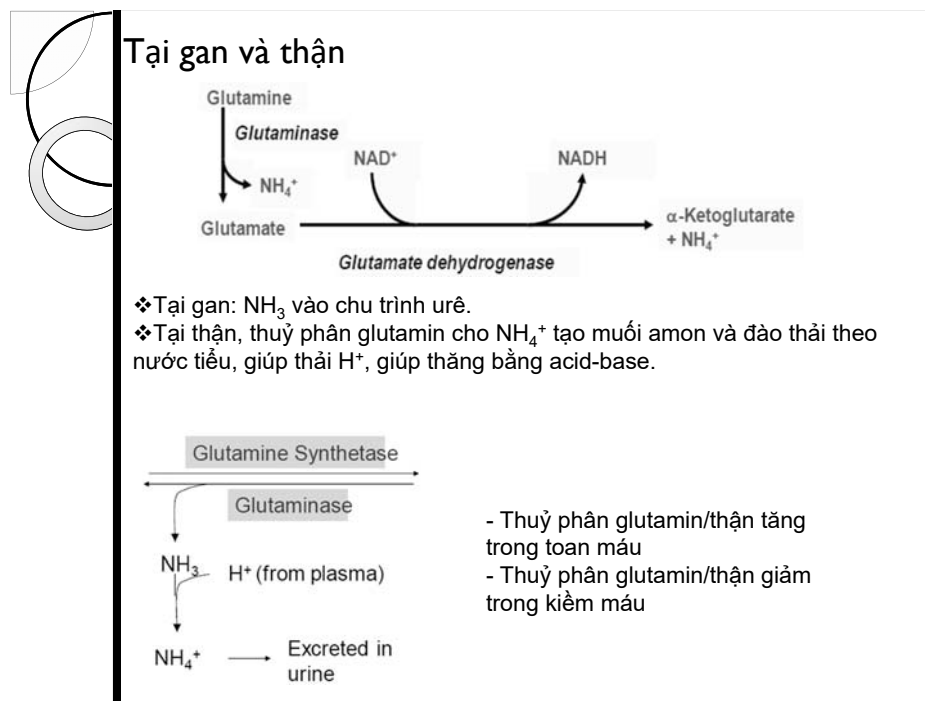 Tại gan và thận
Glutamine
Glutaminase
NAD⁺
NADH
NH₄⁺
Glutamate
α-Ketoglutarate
+ NH₄⁺
Glutamate dehydrogenase
❖Tại gan: NH₃ vào chu trình urê.
❖Tại thận, thuỷ phân glutamin cho NH₄⁺ tạo muối amon và đào thải theo
nước tiểu, giúp thải H⁺, giúp thăng bằng acid-base.
Glutamine Synthetase
Glutaminase
NH₃
H⁺ (from plasma)
NH₄⁺
Excreted in
urine
- Thuỷ phân glutamin/thận tăng
trong toan máu
- Thuỷ phân glutamin/thận giảm
trong kiềm máu